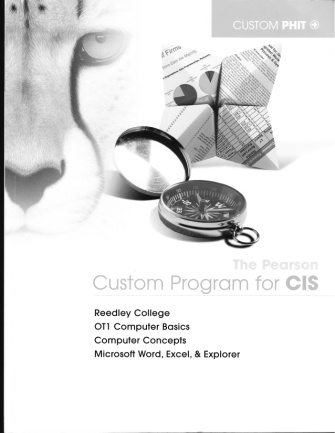 CUSTOM PHIT
d Firms
The Pearson
Custom Program for CIS
Reedley College
OT1 Computer Basics
Computer Concepts
Microsoft Word, Excel, & Explorer